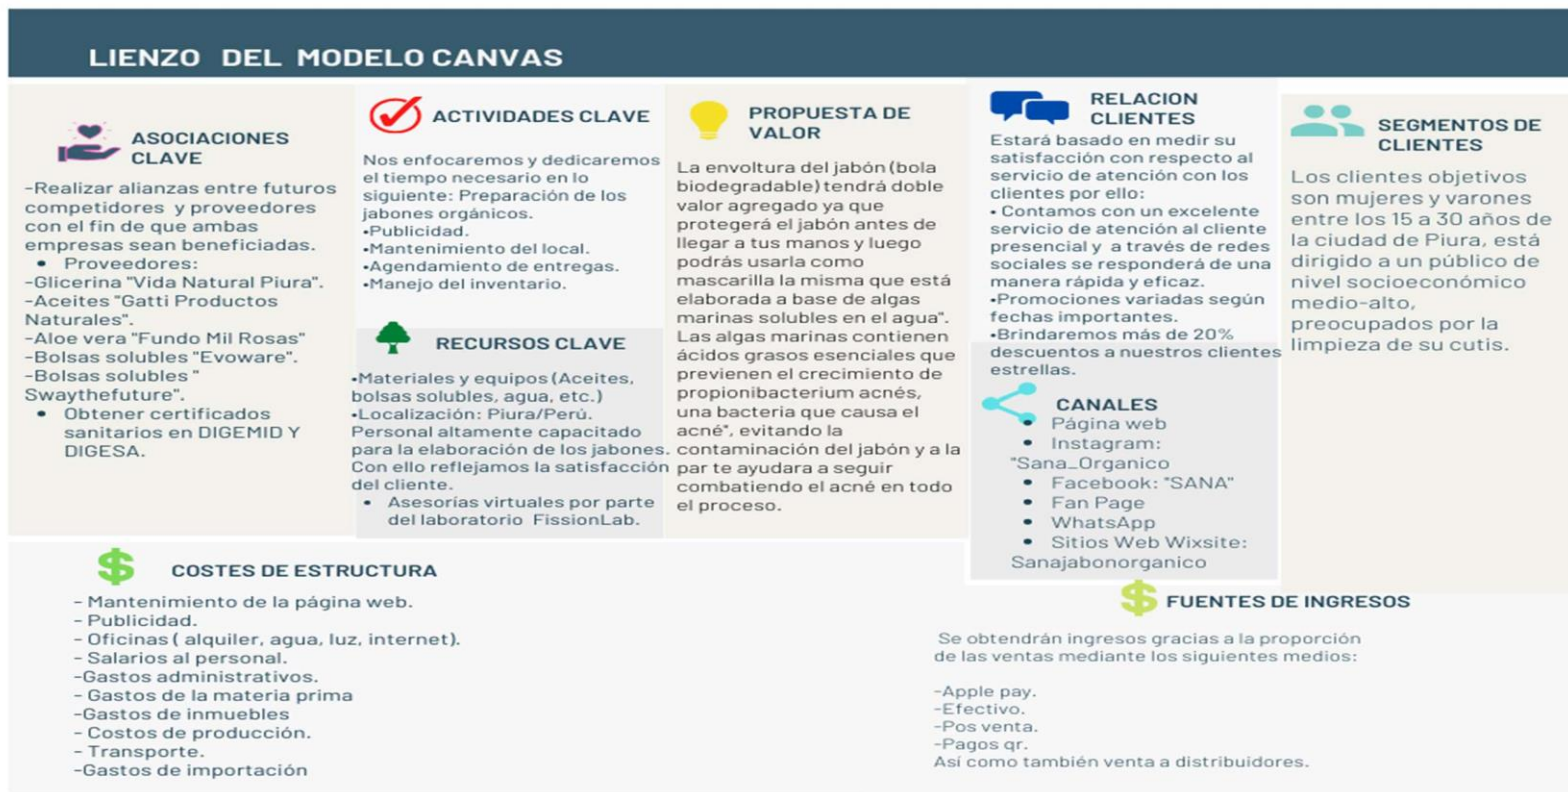 LIENZO DEL MODELO CANVAS
ASOCIACIONES
CLAVE
-Realizar alianzas entre futuros
competidores y proveedores
con el fin de que ambas
empresas sean beneficiadas.
• Proveedores:
-Glicerina "Vida Natural Piura".
-Aceites "Gatti Productos
Naturales".
-Aloe vera "Fundo Mil Rosas"
-Bolsas solubles "Evoware".
-Bolsas solubles "
Swaythefuture".
• Obtener certificados
sanitarios en DIGEMID Y
DIGESA.
ACTIVIDADES CLAVE
Nos enfocaremos y dedicaremos
el tiempo necesario en lo
siguiente: Preparación de los
jabones orgánicos.
•Publicidad.
•Mantenimiento del local.
•Agendamiento de entregas.
•Manejo del inventario.
RECURSOS CLAVE
•Materiales y equipos (Aceites,
bolsas solubles, agua, etc.)
•Localización: Piura/Perú.
Personal altamente capacitado
para la elaboración de los jabones.
Con ello reflejamos la satisfacción
del cliente.
• Asesorías virtuales por parte
del laboratorio FissionLab.
PROPUESTA DE
VALOR
La envoltura del jabón (bola
biodegradable) tendrá doble
valor agregado ya que
protegerá el jabón antes de
llegar a tus manos y luego
podrás usarla como
mascarilla la misma que está
elaborada a base de algas
marinas solubles en el agua".
Las algas marinas contienen
ácidos grasos esenciales que
previenen el crecimiento de
propionibacterium acnés,
una bacteria que causa el
acné", evitando la
contaminación del jabón y a la
par te ayudara a seguir
combatiendo el acné en todo
el proceso.
RELACION
CLIENTES
Estará basado en medir su
satisfacción con respecto al
servicio de atención con los
clientes por ello:
• Contamos con un excelente
servicio de atención al cliente
presencial y a través de redes
sociales se responderá de una
manera rápida y eficaz.
•Promociones variadas según
fechas importantes.
•Brindaremos más de 20%
descuentos a nuestros clientes
estrellas.
CANALES
• Página web
• Instagram:
"Sana_Organico
• Facebook: "SANA"
• Fan Page
• WhatsApp
• Sitios Web Wixsite:
Sanajabonorganico
SEGMENTOS DE
CLIENTES
Los clientes objetivos
son mujeres y varones
entre los 15 a 30 años de
la ciudad de Piura, está
dirigido a un público de
nivel socioeconómico
medio-alto,
preocupados por la
limpieza de su cutis.
COSTES DE ESTRUCTURA
- Mantenimiento de la página web.
- Publicidad.
- Oficinas ( alquiler, agua, luz, internet).
- Salarios al personal.
-Gastos administrativos.
- Gastos de la materia prima
-Gastos de inmuebles
- Costos de producción.
- Transporte.
-Gastos de importación
FUENTES DE INGRESOS
Se obtendrán ingresos gracias a la proporción
de las ventas mediante los siguientes medios:
-Apple pay.
-Efectivo.
-Pos venta.
-Pagos qr.
Así como también venta a distribuidores.